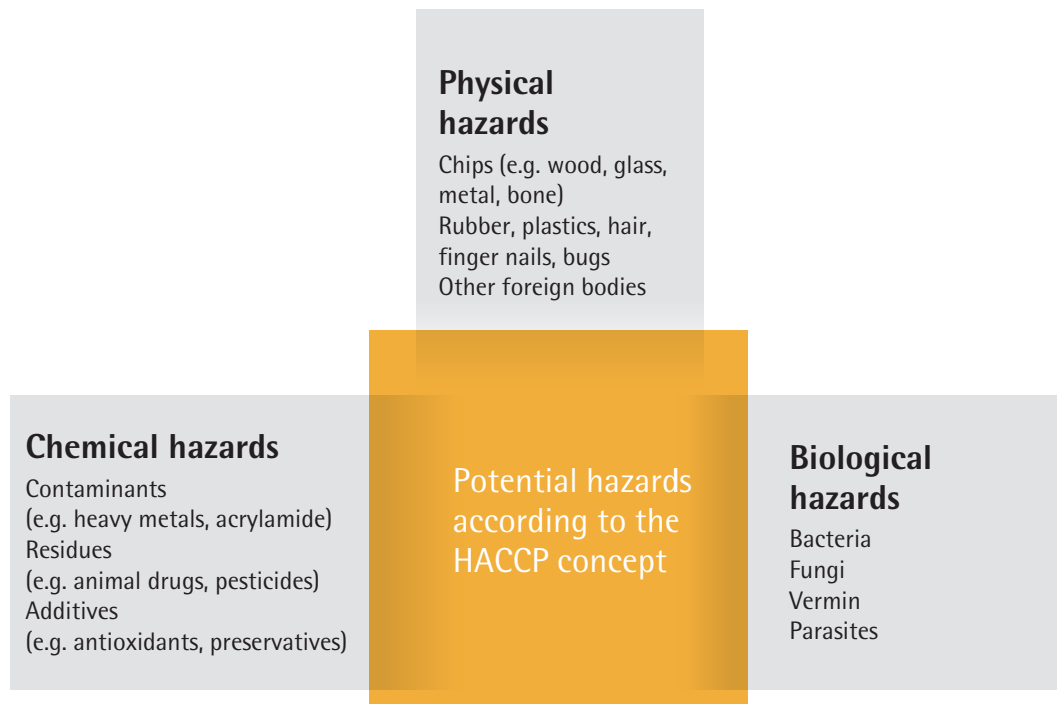 Physical
hazards
Chips (e.g. wood, glass,
metal, bone)
Rubber, plastics, hair,
finger nails, bugs
Other foreign bodies
Chemical hazards
Contaminants
(e.g. heavy metals, acrylamide)
Residues
(e.g. animal drugs, pesticides)
Additives
(e.g. antioxidants, preservatives)
Potential hazards
according to the
HACCP concept
Biological
hazards
Bacteria
Fungi
Vermin
Parasites